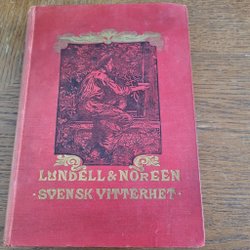 LUNDELL & NOREEN
· SVENSK VITTERHET ·